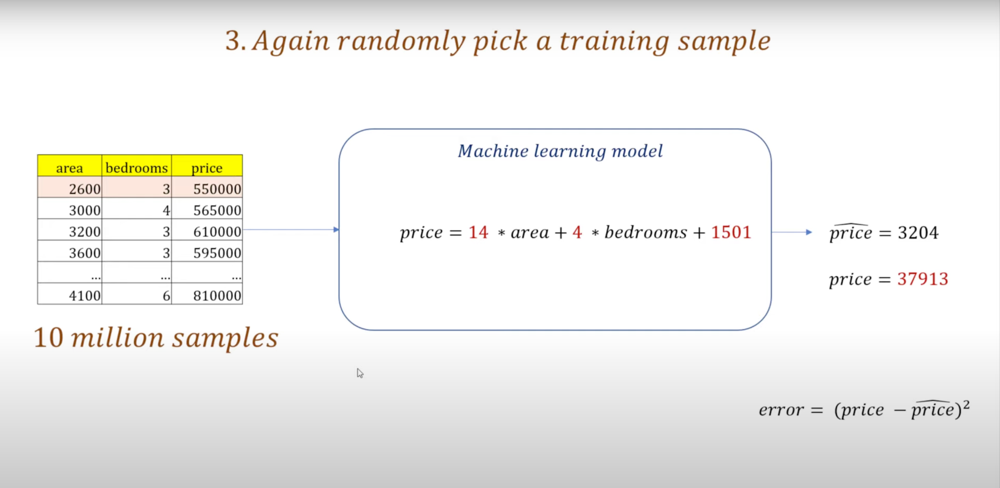 3. Again randomly pick a training sample
Machine learning model
area bedrooms price
2600 3 550000
3000 4 565000
3200 3 610000
3600 3 595000
... ... ...
4100 6 810000
price = 14 * area + 4 * bedrooms + 1501
\widehat{price} = 3204
price = 37913
10 million samples
error = (price − \widehat{price})²